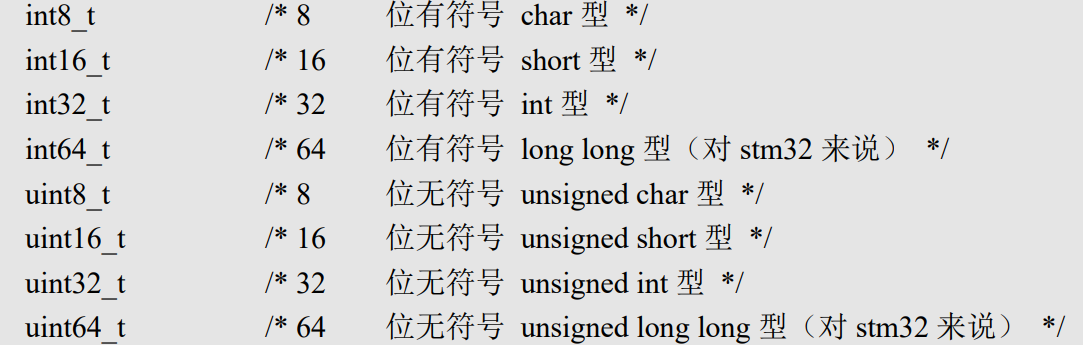 int8_t /* 8 位有符号 char 型 */
int16_t /* 16 位有符号 short 型 */
int32_t /* 32 位有符号 int 型 */
int64_t /* 64 位有符号 long long 型（对 stm32 来说） */
uint8_t /* 8 位无符号 unsigned char 型 */
uint16_t /* 16 位无符号 unsigned short 型 */
uint32_t /* 32 位无符号 unsigned int 型 */
uint64_t /* 64 位无符号 unsigned long long 型（对 stm32 来说） */